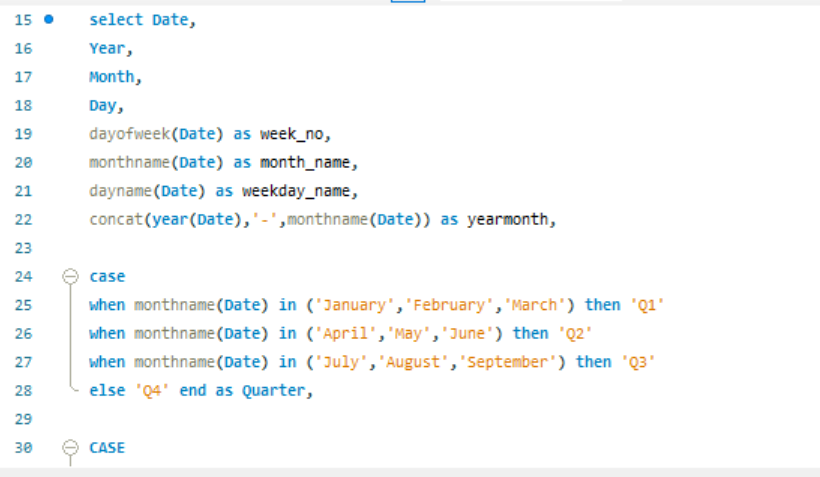 15 select Date,
16 Year,
17 Month,
18 Day,
19 dayofweek(Date) as week_no,
20 monthname(Date) as month_name,
21 dayname(Date) as weekday_name,
22 concat(year(Date),'-',monthname(Date)) as yearmonth,
23
24 case
25 when monthname(Date) in ('January','February','March') then 'Q1'
26 when monthname(Date) in ('April','May','June') then 'Q2'
27 when monthname(Date) in ('July','August','September') then 'Q3'
28 else 'Q4' end as Quarter,
29
30 CASE